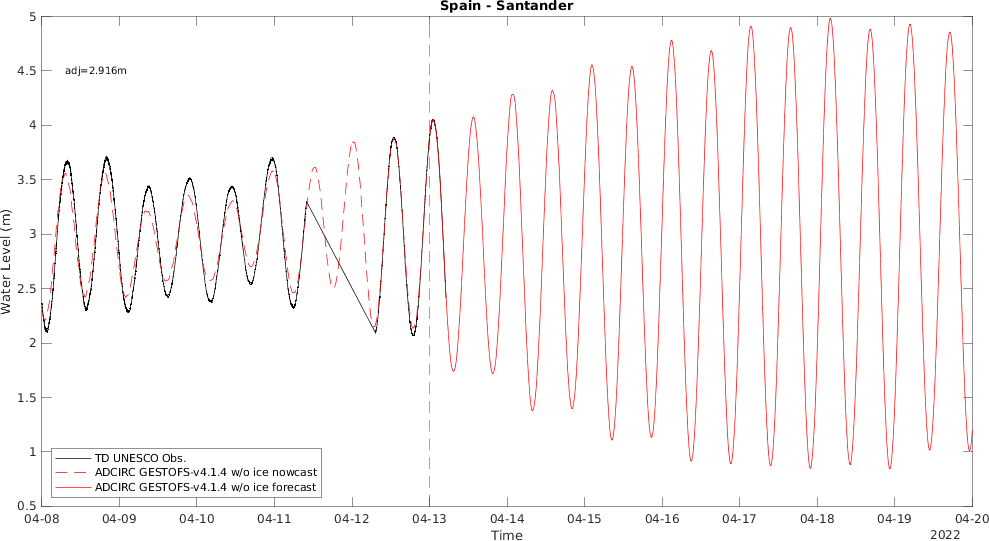 Spain - Santander
5
4.5
4
3.5
3
2.5
2
1.5
1
0.5
Water Level (m)
adj=2.916m
TD UNESCO Obs.
ADCIRC GESTOFS-v4.1.4 w/o ice nowcast
ADCIRC GESTOFS-v4.1.4 w/o ice forecast
04-08 04-09 04-10 04-11 04-12 04-13 04-14 04-15 04-16 04-17 04-18 04-19 04-20
Time
2022